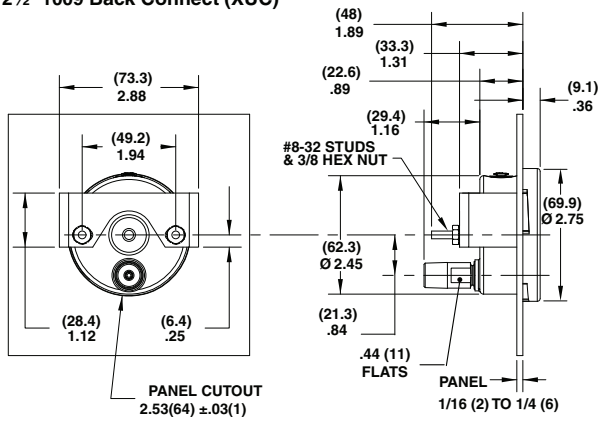 2½" 1009 Back Connect (XUC)
(48)
1.89
(33.3)
1.31
(22.6)
.89
(9.1)
.36
(73.3)
2.88
(29.4)
1.16
(49.2)
1.94
#8-32 STUDS
& 3/8 HEX NUT
(69.9)
Ø 2.75
(62.3)
Ø 2.45
(28.4)
1.12
(6.4)
.25
(21.3)
.84
.44 (11)
FLATS
PANEL CUTOUT
2.53(64) ±.03(1)
PANEL
1/16 (2) TO 1/4 (6)